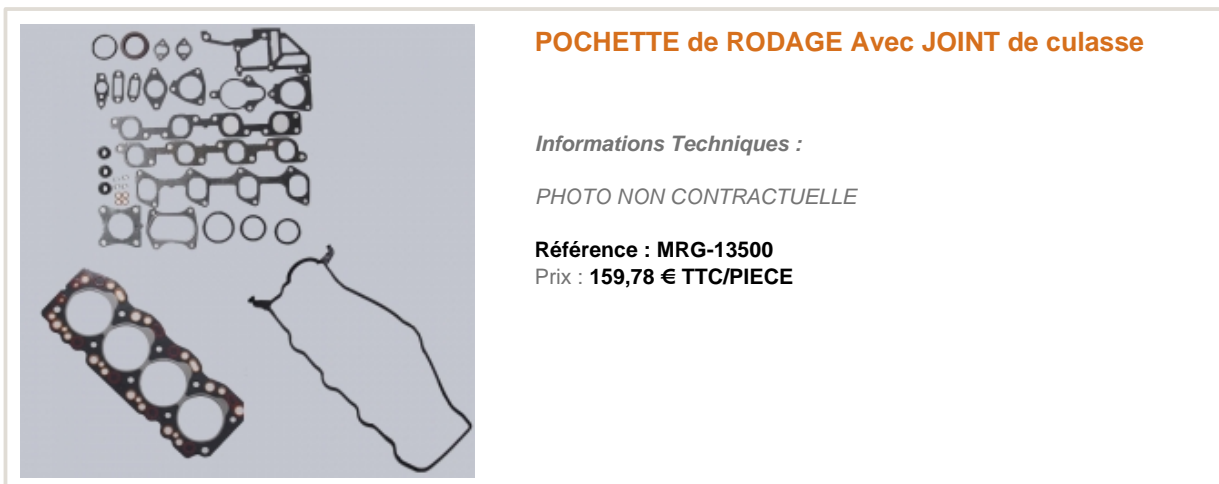 POCHETTE de RODAGE Avec JOINT de culasse
Informations Techniques :
PHOTO NON CONTRACTUELLE
Référence : MRG-13500
Prix : 159,78 € TTC/PIECE